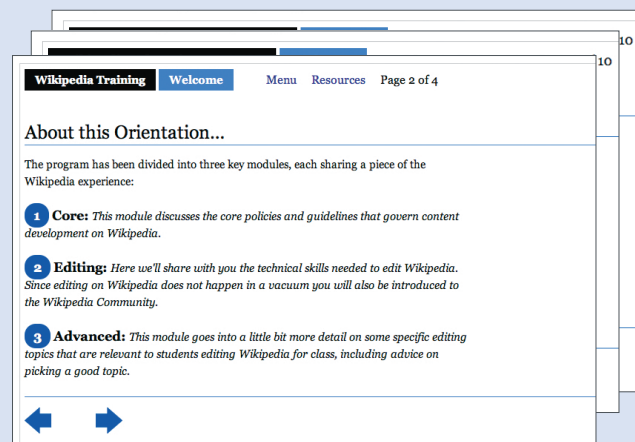 10
10
Wikipedia Training Welcome Menu Resources Page 2 of 4
About this Orientation...
The program has been divided into three key modules, each sharing a piece of the
Wikipedia experience:
1 Core: This module discusses the core policies and guidelines that govern content
development on Wikipedia.
2 Editing: Here we'll share with you the technical skills needed to edit Wikipedia.
Since editing on Wikipedia does not happen in a vacuum you will also be introduced to
the Wikipedia Community.
3 Advanced: This module goes into a little bit more detail on some specific editing
topics that are relevant to students editing Wikipedia for class, including advice on
picking a good topic.